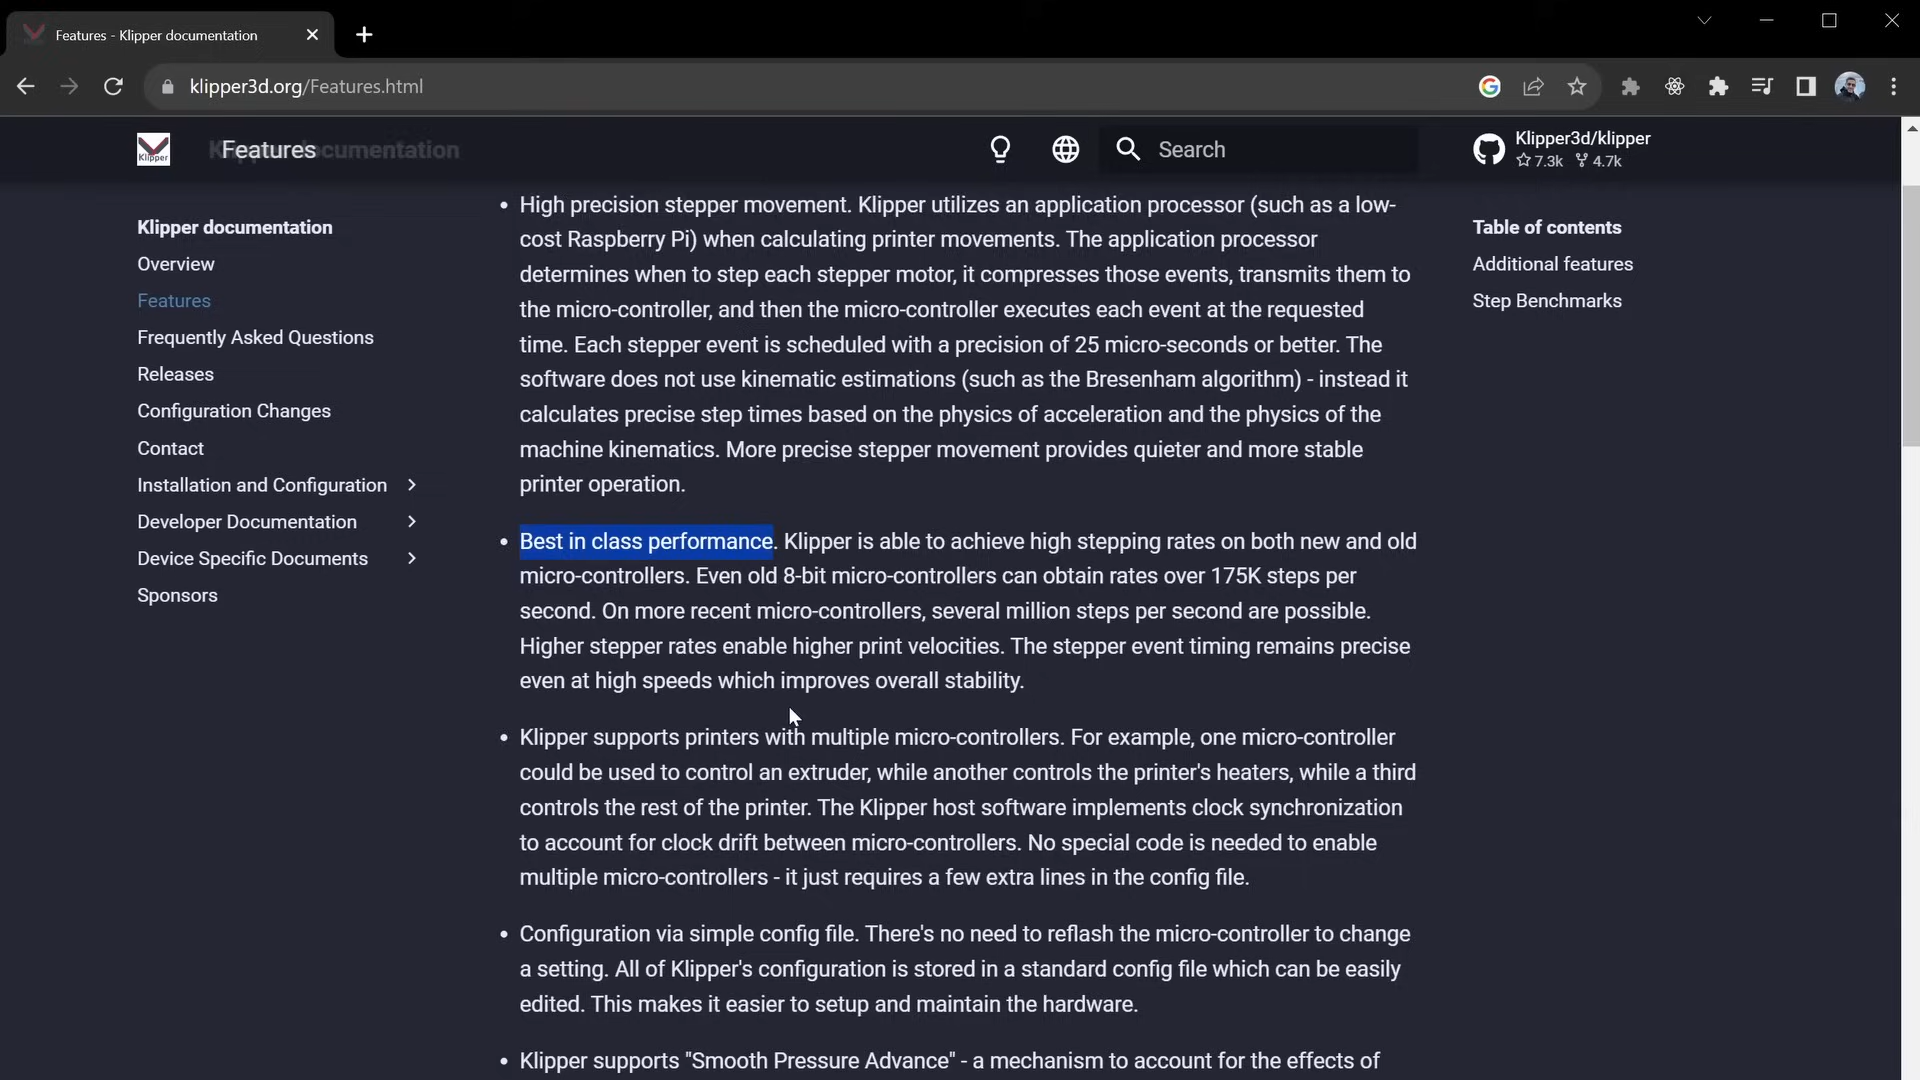 Features - Klipper documentation
klipper3d.org/Features.html
Klipper
Features
Klipper documentation
Search
Klipper3d/klipper
7.3k 4.7k
Klipper documentation
Overview
Features
Frequently Asked Questions
Releases
Configuration Changes
Contact
Installation and Configuration
Developer Documentation
Device Specific Documents
Sponsors
• High precision stepper movement. Klipper utilizes an application processor (such as a low-
cost Raspberry Pi) when calculating printer movements. The application processor
determines when to step each stepper motor, it compresses those events, transmits them to
the micro-controller, and then the micro-controller executes each event at the requested
time. Each stepper event is scheduled with a precision of 25 micro-seconds or better. The
software does not use kinematic estimations (such as the Bresenham algorithm) - instead it
calculates precise step times based on the physics of acceleration and the physics of the
machine kinematics. More precise stepper movement provides quieter and more stable
printer operation.
• Best in class performance. Klipper is able to achieve high stepping rates on both new and old
micro-controllers. Even old 8-bit micro-controllers can obtain rates over 175K steps per
second. On more recent micro-controllers, several million steps per second are possible.
Higher stepper rates enable higher print velocities. The stepper event timing remains precise
even at high speeds which improves overall stability.
• Klipper supports printers with multiple micro-controllers. For example, one micro-controller
could be used to control an extruder, while another controls the printer's heaters, while a third
controls the rest of the printer. The Klipper host software implements clock synchronization
to account for clock drift between micro-controllers. No special code is needed to enable
multiple micro-controllers - it just requires a few extra lines in the config file.
• Configuration via simple config file. There's no need to reflash the micro-controller to change
a setting. All of Klipper's configuration is stored in a standard config file which can be easily
edited. This makes it easier to setup and maintain the hardware.
• Klipper supports "Smooth Pressure Advance" - a mechanism to account for the effects of
Table of contents
Additional features
Step Benchmarks